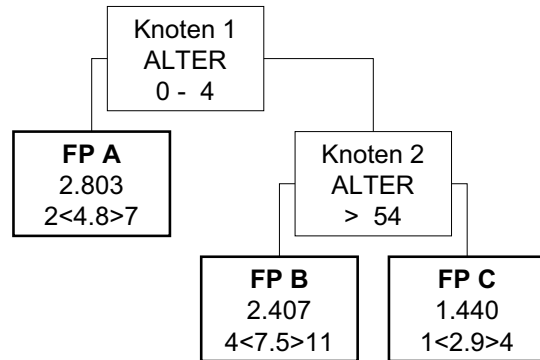 Knoten 1
ALTER
0 - 4
FP A
2.803
2<4.8>7
Knoten 2
ALTER
> 54
FP B
2.407
4<7.5>11
FP C
1.440
1<2.9>4